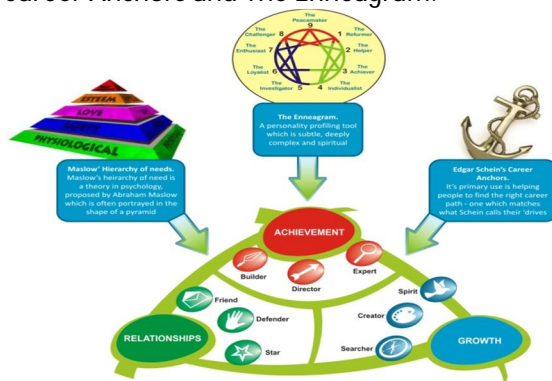 Career Anchors and The Enneagram.
The
Peacemaker
9
The
Challenger 8
1 The
Reformer
The
Enthusiast 7
2 The
Helper
The
Loyalist 6
3 The
Achiever
The
Investigator 5
4 The
Individualist
ESTEEM
LOVE
SAFETY
PHYSIOLOGICAL
The Enneagram.
A personality profiling tool
which is subtle, deeply
complex and spiritual
Maslow' Hierarchy of needs.
Maslow's heirarchy of need is
a theory in psychology,
proposed by Abraham Maslow
which is often portrayed in the
shape of a pyramid
Edgar Schein's Career
Anchors.
It's primary use is helping
people to find the right career
path - one which matches
what Schein calls their 'drives
ACHIEVEMENT
Builder
Director
Expert
Friend
Defender
Star
Spirit
Creator
Searcher
RELATIONSHIPS
GROWTH